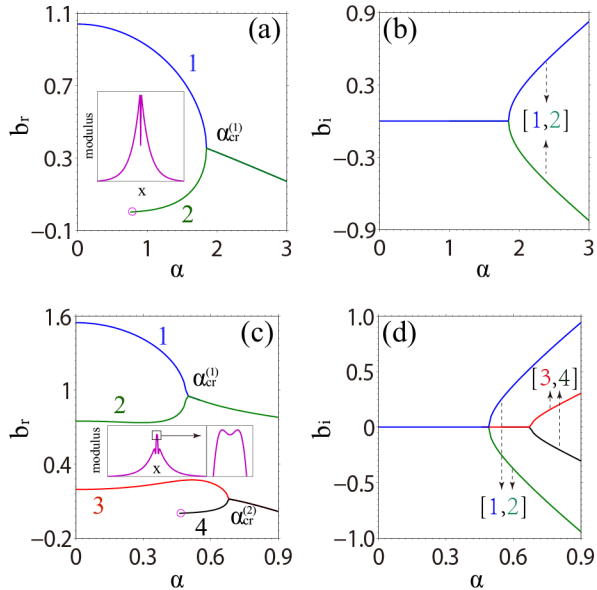 (a)
1.1
0.7
0.3
−0.1
b_r
1
2
α_cr^(1)
modulus
x
0
1
2
3
α
(b)
0.9
0.3
−0.3
−0.9
b_i
[1,2]
0
1
2
3
α
(c)
1.6
1
0.4
−0.2
b_r
1
2
3
4
α_cr^(1)
α_cr^(2)
modulus
x
0
0.3
0.6
0.9
α
(d)
1.0
0.5
0
−0.5
−1.0
b_i
[3,4]
[1,2]
0
0.3
0.6
0.9
α